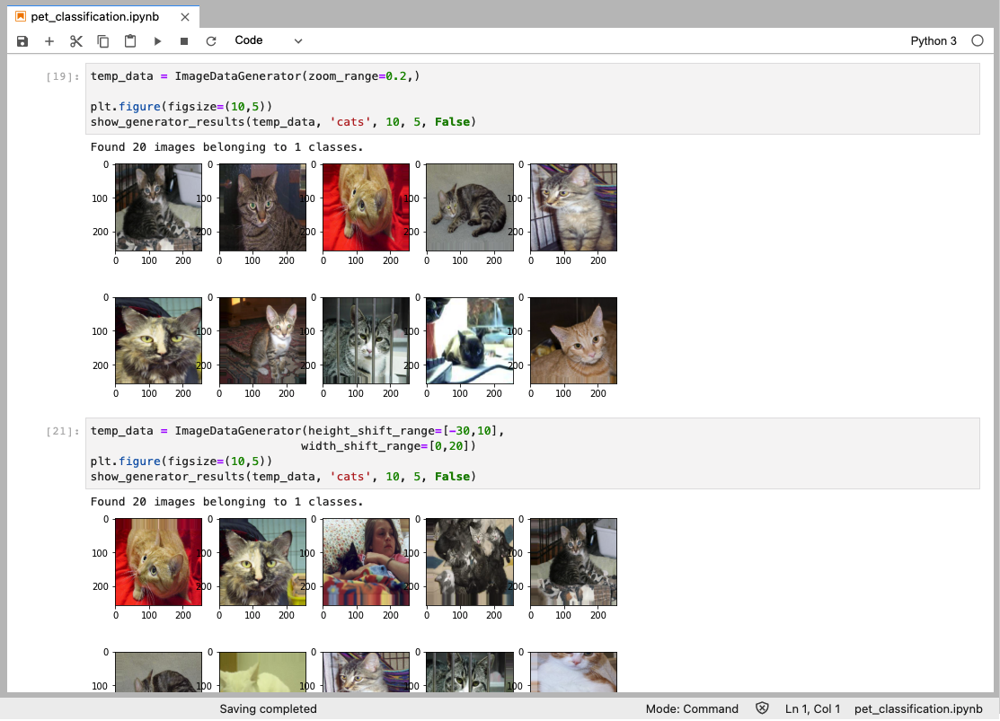 pet_classification.ipynb
Code
Python 3
[19]:
temp_data = ImageDataGenerator(zoom_range=0.2,)
plt.figure(figsize=(10,5))
show_generator_results(temp_data, 'cats', 10, 5, False)
Found 20 images belonging to 1 classes.
0 0 0 0 0
100 100 100 100 100
200 200 200 200 200
0 100 200 0 100 200 0 100 200 0 100 200 0 100 200
0 0 0 0 0
100 100 100 100 100
200 200 200 200 200
0 100 200 0 100 200 0 100 200 0 100 200 0 100 200
[21]:
temp_data = ImageDataGenerator(height_shift_range=[-30,10],
width_shift_range=[0,20])
plt.figure(figsize=(10,5))
show_generator_results(temp_data, 'cats', 10, 5, False)
Found 20 images belonging to 1 classes.
0 0 0 0 0
100 100 100 100 100
200 200 200 200 200
0 100 200 0 100 200 0 100 200 0 100 200 0 100 200
0 0 0 0 0
100 100 100 100 100
Saving completed
Mode: Command
Ln 1, Col 1
pet_classification.ipynb